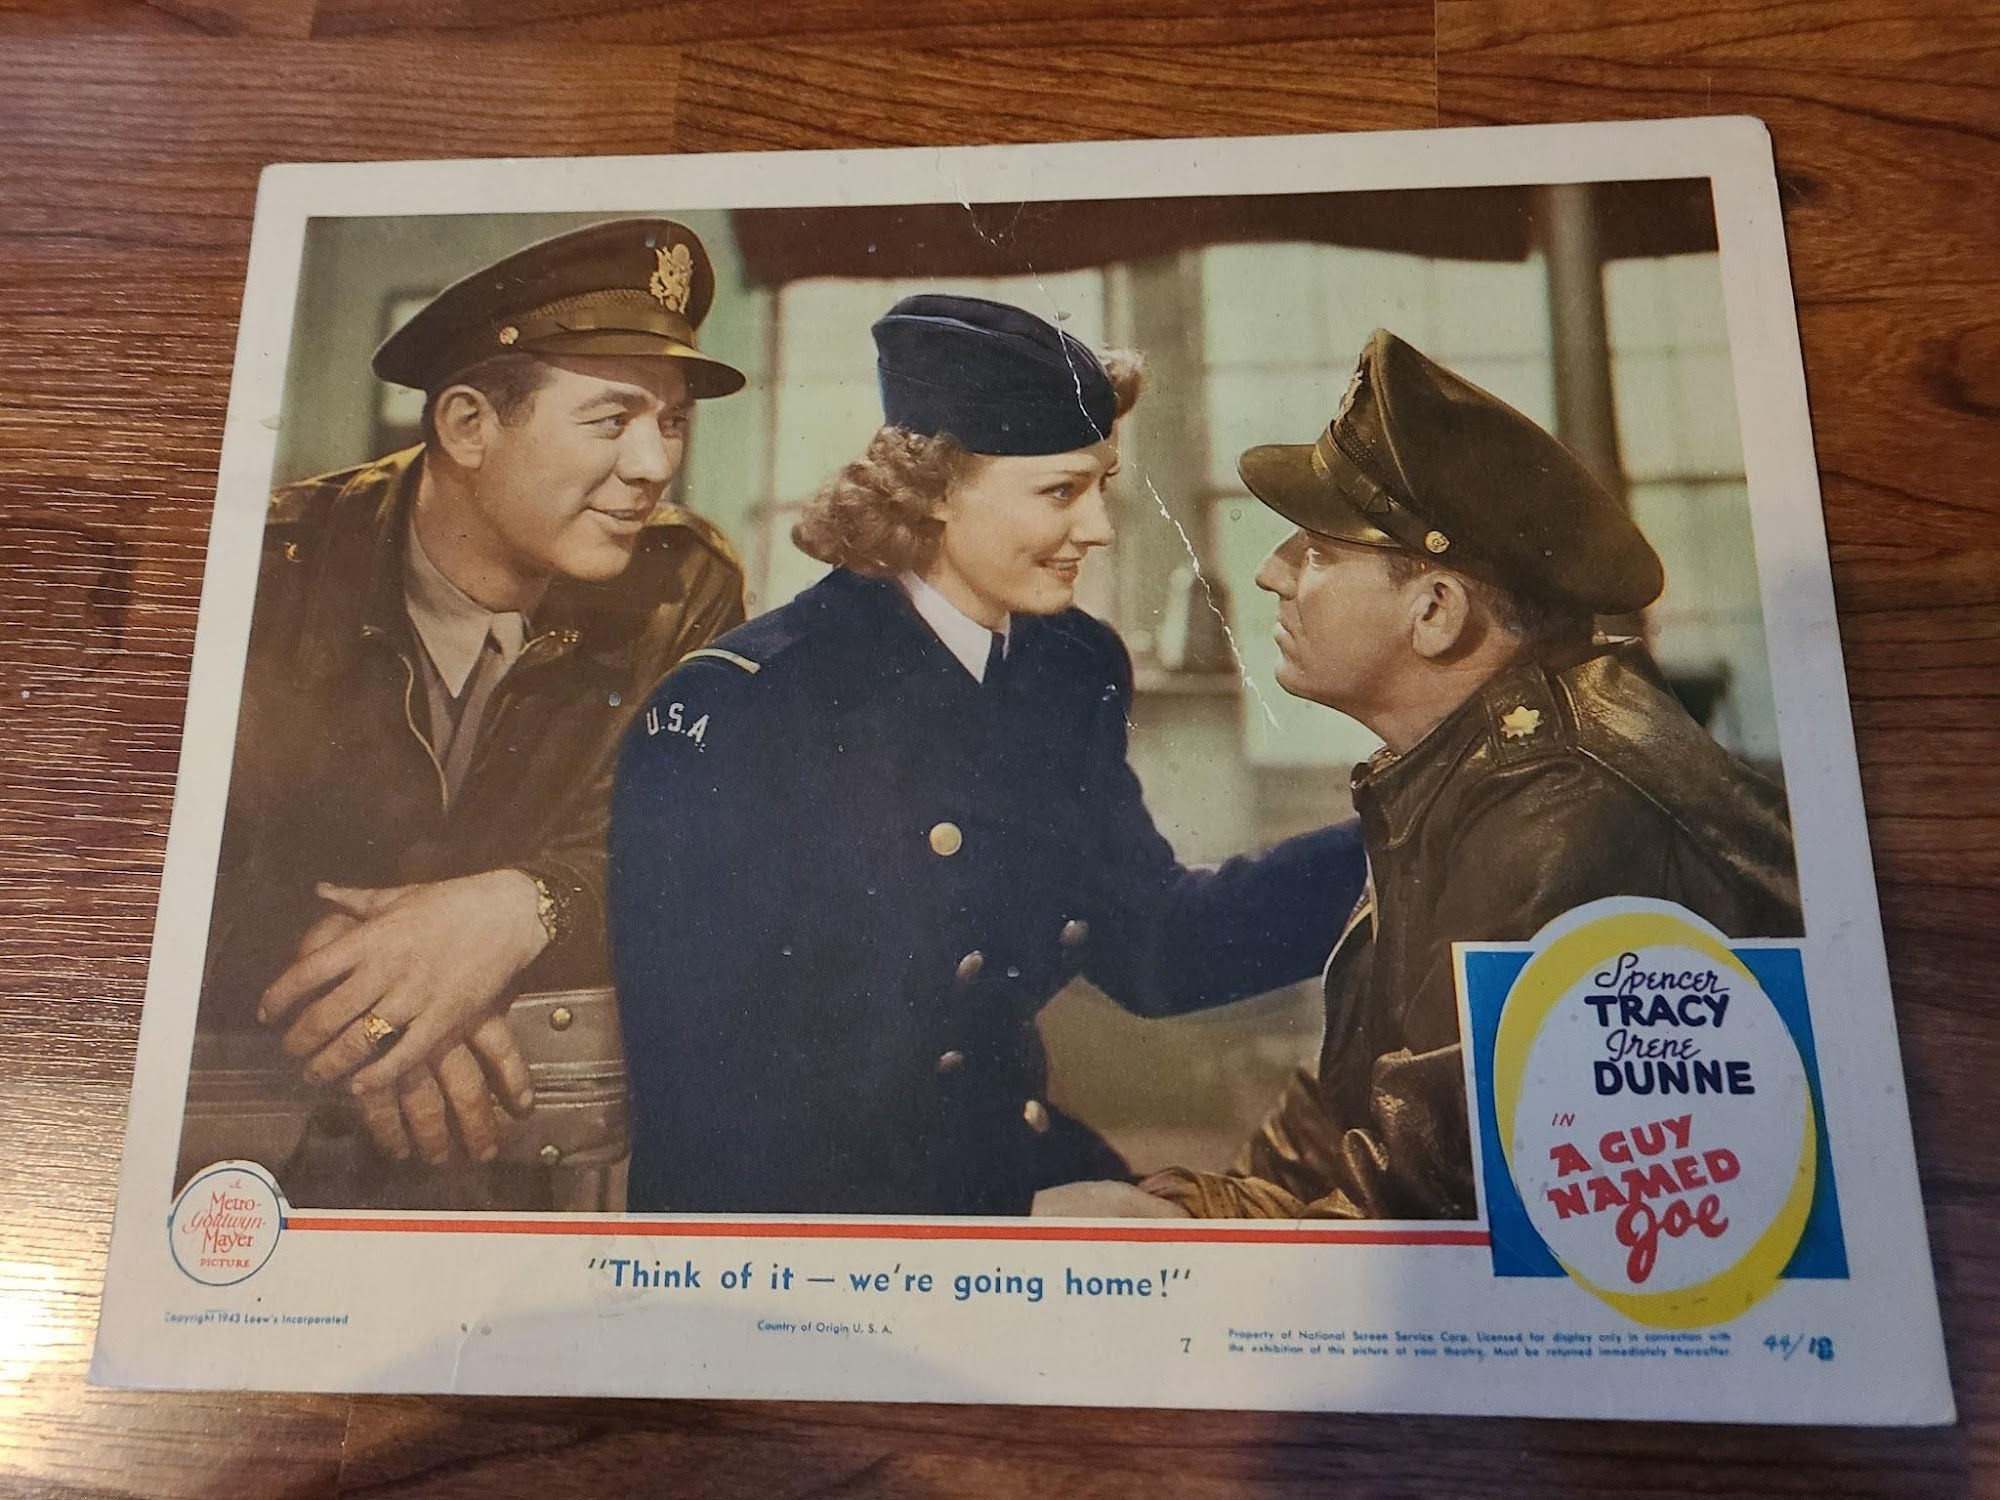 U.S.A
Spencer
TRACY
Irene
DUNNE
IN
A GUY
NAMED
Joe
A
Metro-
Goldwyn-
Mayer
PICTURE
"Think of it — we're going home!"
Copyright 1943 Loew's Incorporated
Country of Origin U. S. A.
7
Property of National Screen Service Corp. Licensed for display only in connection with
the exhibition of this picture at your theatre. Must be returned immediately thereafter.
44/18